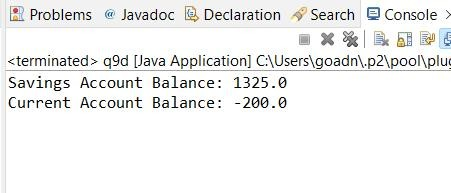 Problems @ Javadoc Declaration Search Console
<terminated> q9d [Java Application] C:\Users\goadn\.p2\pool\plug
Savings Account Balance: 1325.0
Current Account Balance: -200.0